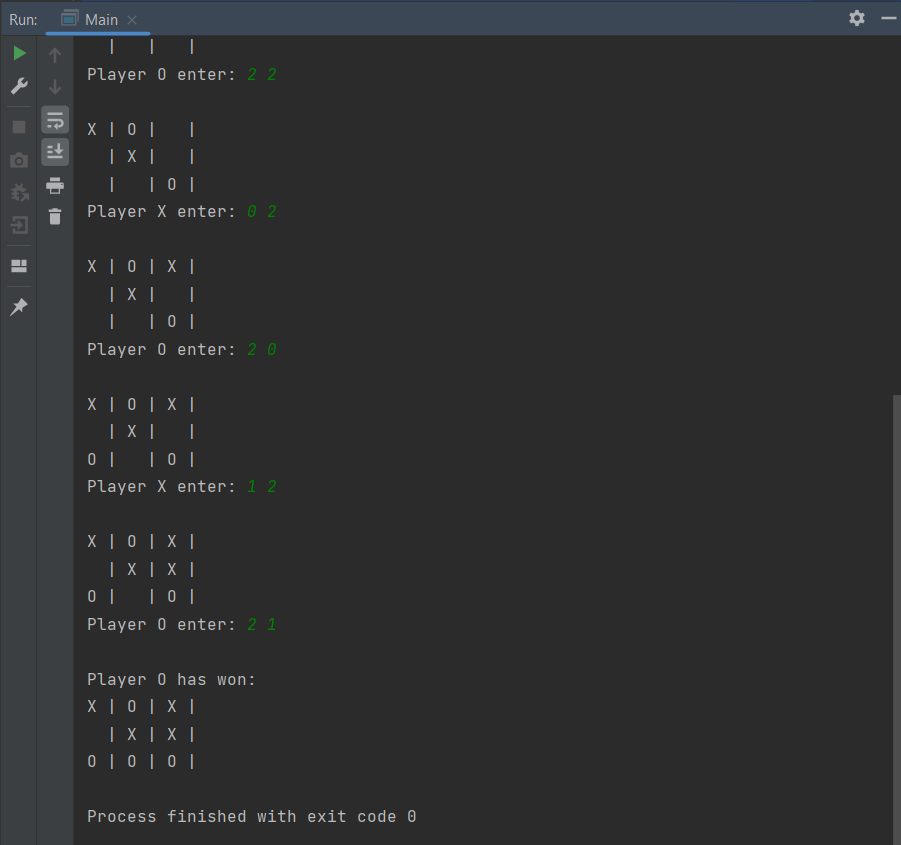 Run: Main
  |   |   |
Player O enter: 2 2
X | O |   |
  | X |   |
  |   | O |
Player X enter: 0 2
X | O | X |
  | X |   |
  |   | O |
Player O enter: 2 0
X | O | X |
  | X |   |
O |   | O |
Player X enter: 1 2
X | O | X |
  | X | X |
O |   | O |
Player O enter: 2 1
Player O has won:
X | O | X |
  | X | X |
O | O | O |
Process finished with exit code 0